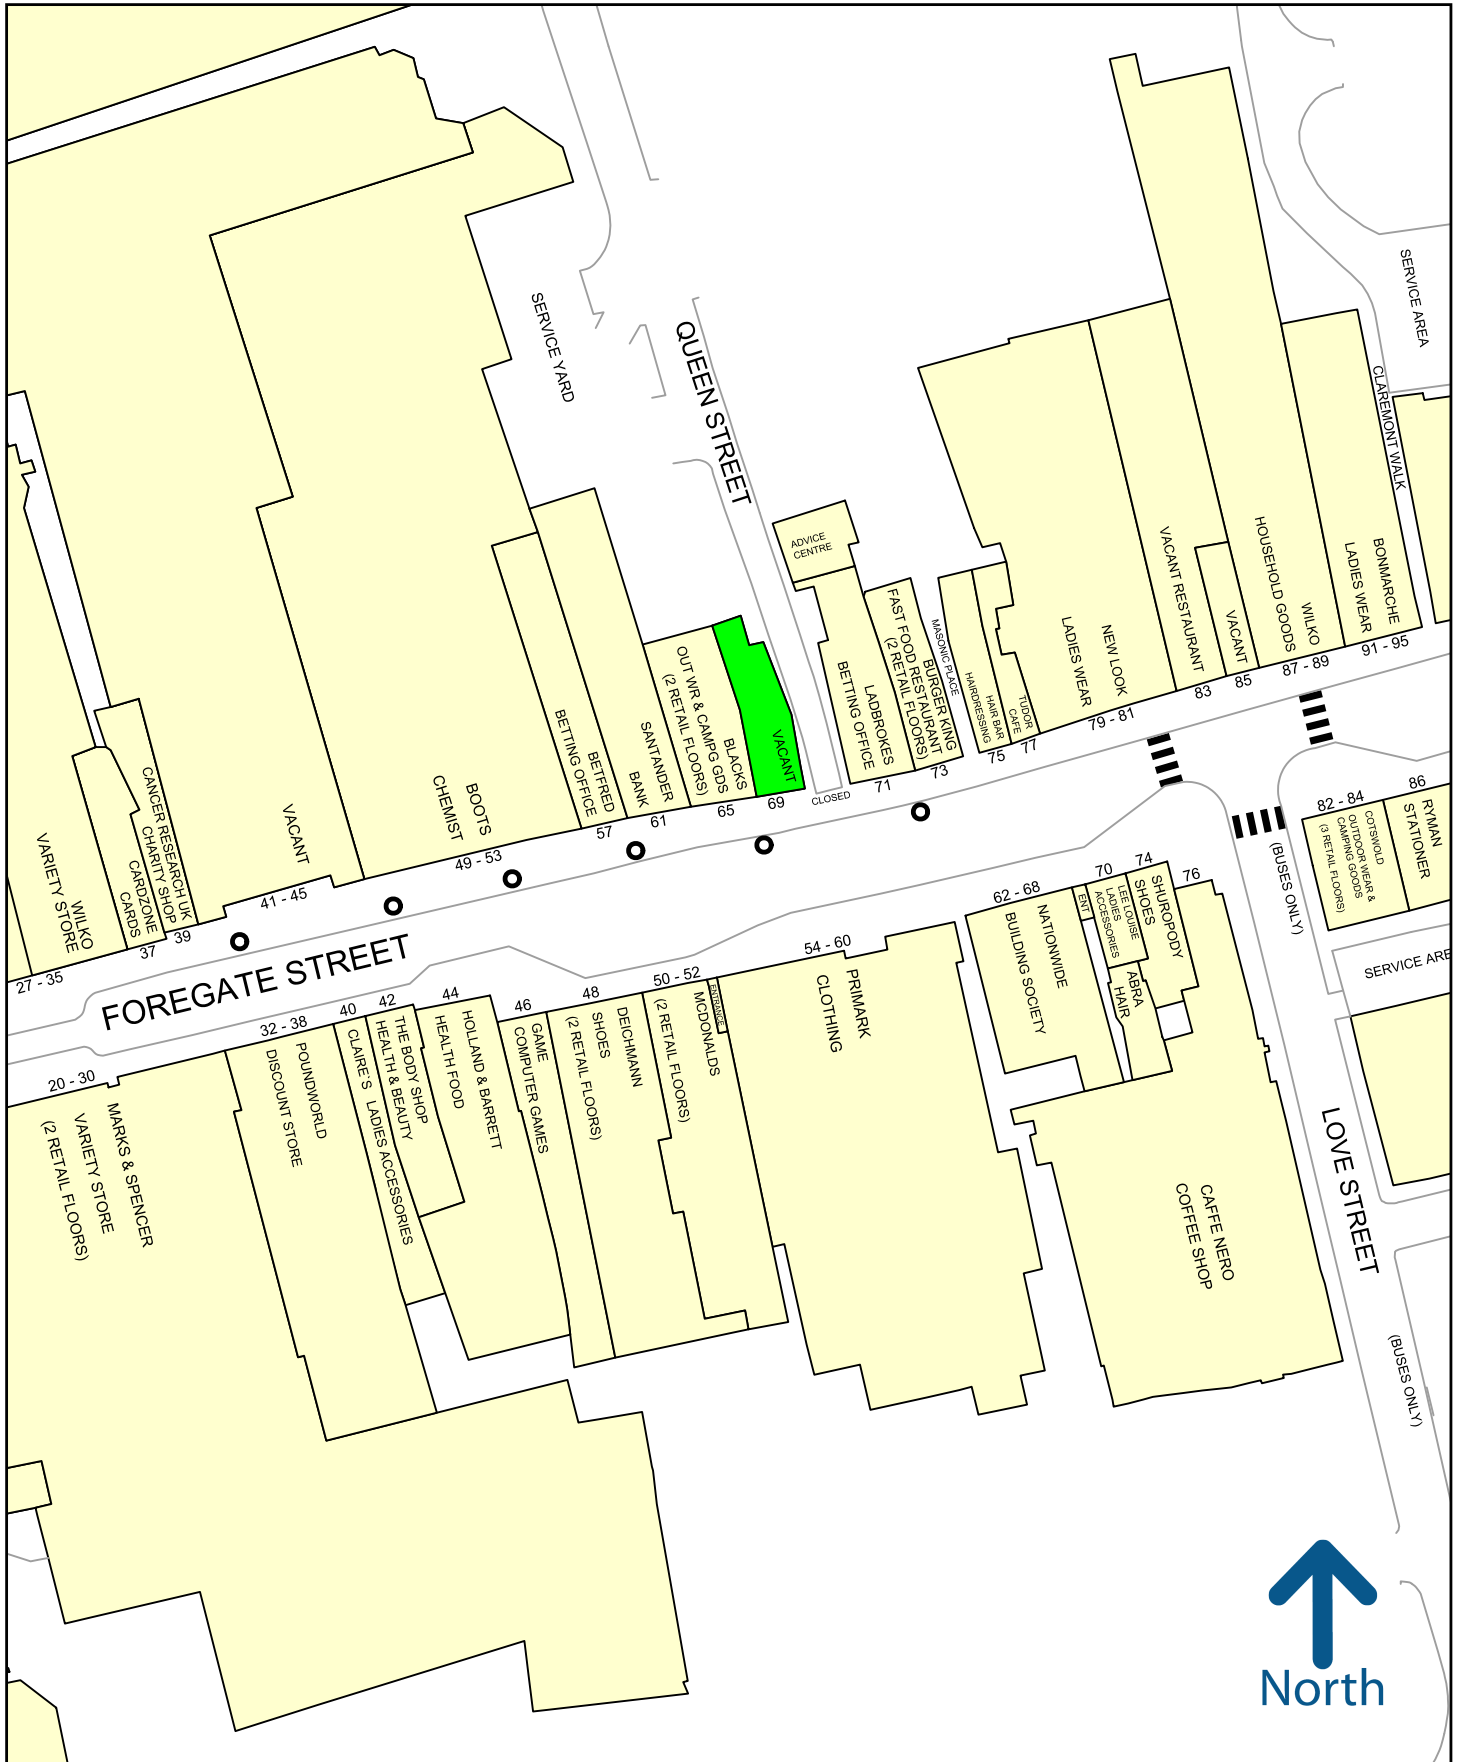 SERVICE YARD
QUEEN STREET
SERVICE AREA
CLAREMONT WALK
ADVICE
CENTRE
WILKO
VARIETY STORE
27 - 35
CARDZONE
CARDS
37
CANCER RESEARCH UK
CHARITY SHOP
39
VACANT
41 - 45
BOOTS
CHEMIST
49 - 53
BETFRED
BETTING OFFICE
57
SANTANDER
BANK
61
BLACKS
OUT WR & CAMPG GDS
(2 RETAIL FLOORS)
65
VACANT
69
CLOSED
LADBROKES
BETTING OFFICE
71
BURGER KING
FAST FOOD RESTAURANT
(2 RETAIL FLOORS)
73
MASONIC PLACE
HAIR BAR
HAIRDRESSING
75
TUDOR
CAFE
77
NEW LOOK
LADIES WEAR
79 - 81
VACANT RESTAURANT
83
VACANT
85
WILKO
HOUSEHOLD GOODS
87 - 89
BONMARCHE
LADIES WEAR
91 - 95
FOREGATE STREET
20 - 30
MARKS & SPENCER
VARIETY STORE
(2 RETAIL FLOORS)
32 - 38
POUNDWORLD
DISCOUNT STORE
40
CLAIRE'S LADIES ACCESSORIES
42
THE BODY SHOP
HEALTH & BEAUTY
44
HOLLAND & BARRETT
HEALTH FOOD
46
GAME
COMPUTER GAMES
48
DEICHMANN
SHOES
(2 RETAIL FLOORS)
50 - 52
MCDONALDS
(2 RETAIL FLOORS)
ENTRANCE
54 - 60
PRIMARK
CLOTHING
62 - 68
NATIONWIDE
BUILDING SOCIETY
ENT
70
LEE LOUISE
LADIES
ACCESSORIES
ABRA
HAIR
74
SHUROPODY
SHOES
76
CAFFE NERO
COFFEE SHOP
82 - 84
COTSWOLD
OUTDOOR WEAR &
CAMPING GOODS
(3 RETAIL FLOORS)
86
RYMAN
STATIONER
(BUSES ONLY)
SERVICE ARE
LOVE STREET
(BUSES ONLY)
North